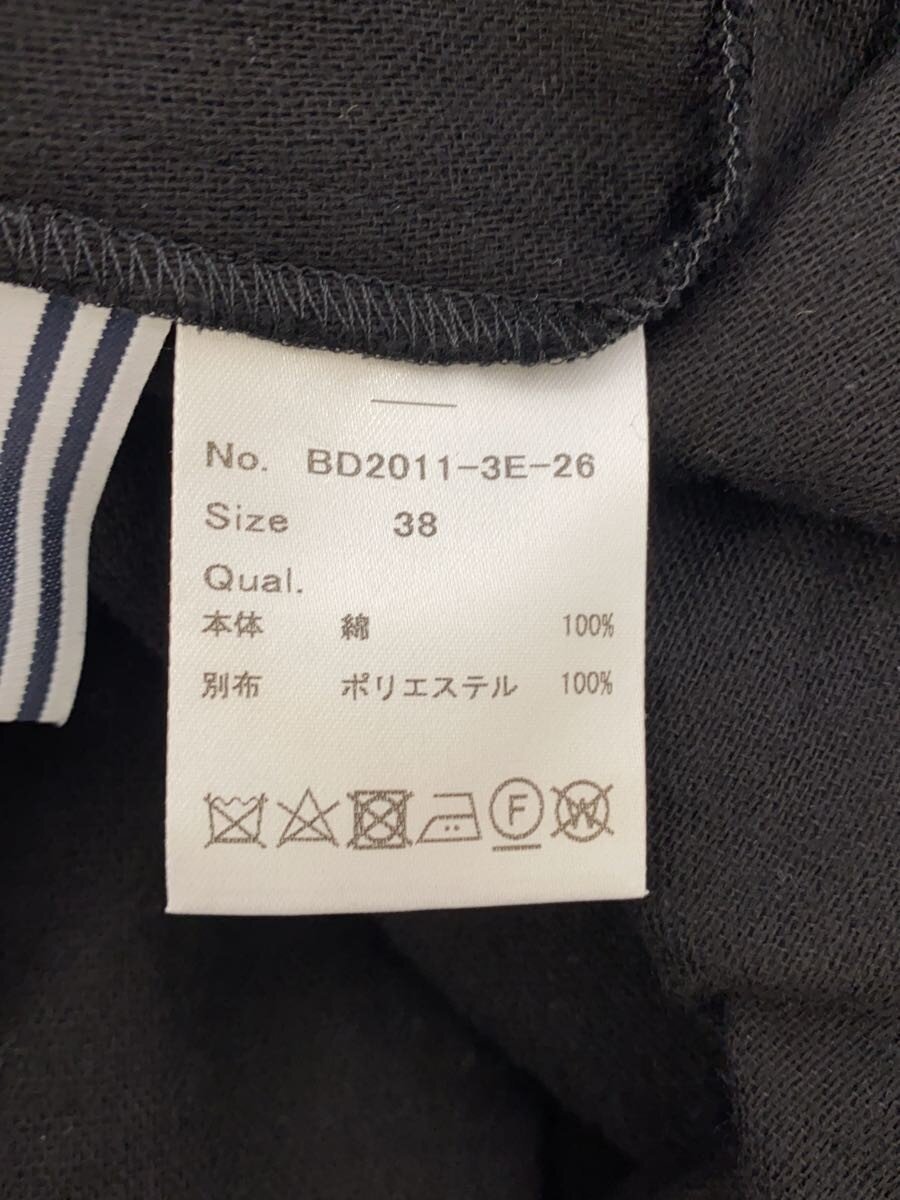 No. BD2011-3E-26
Size 38
Qual.
本体 綿 100%
別布 ポリエステル 100%
F W